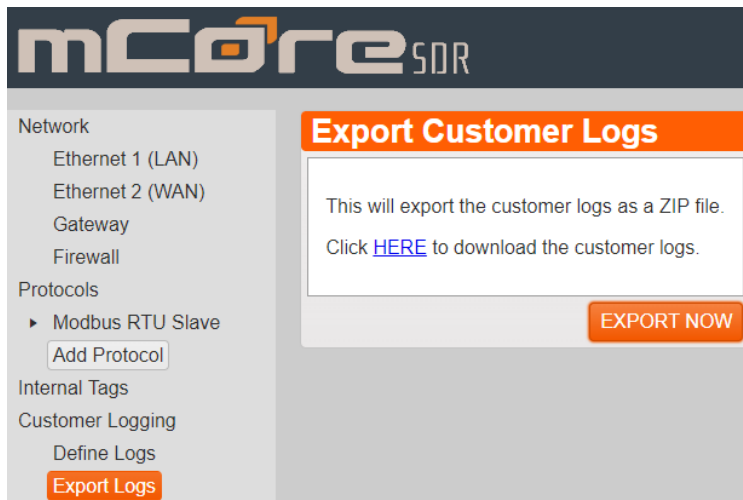 mCore SDR
Network
Ethernet 1 (LAN)
Ethernet 2 (WAN)
Gateway
Firewall
Protocols
Modbus RTU Slave
Add Protocol
Internal Tags
Customer Logging
Define Logs
Export Logs
Export Customer Logs
This will export the customer logs as a ZIP file.
Click HERE to download the customer logs.
EXPORT NOW